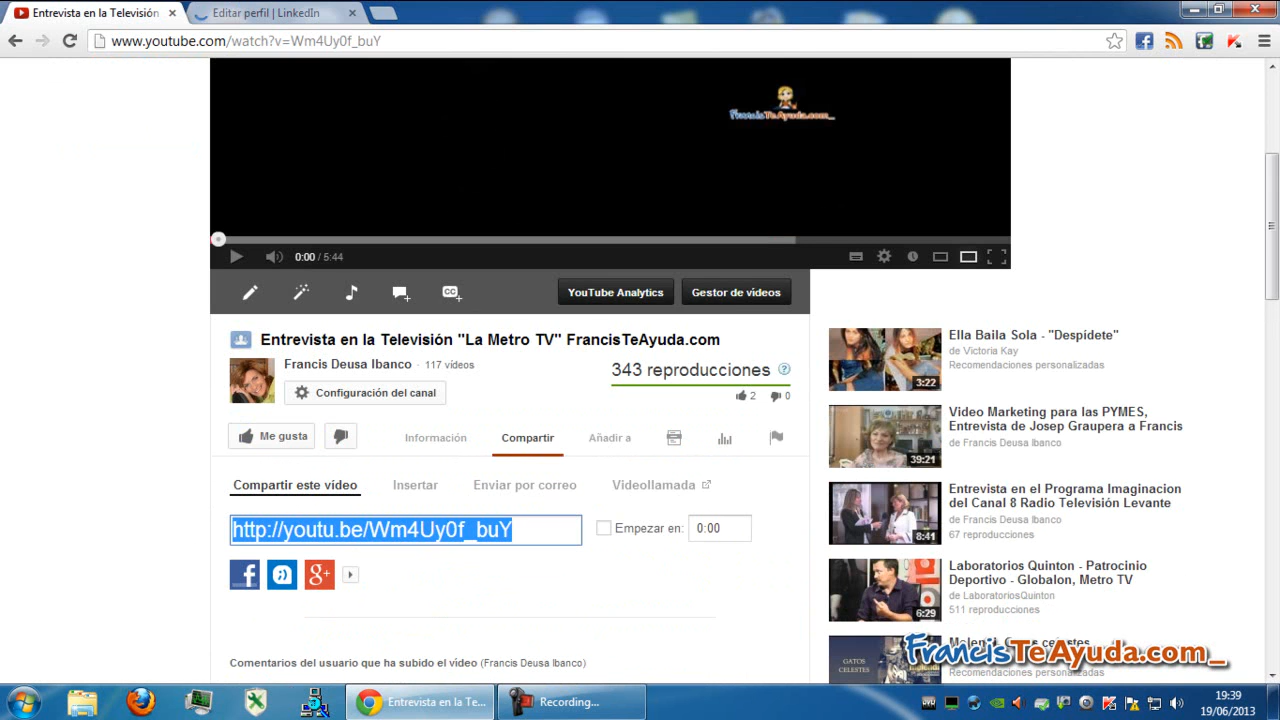 Entrevista en la Televisión
Editar perfil | LinkedIn
www.youtube.com/watch?v=Wm4Uy0f_buY
FrancisTeAyuda.com_
0:00 / 5:44
CC
YouTube Analytics
Gestor de vídeos
Entrevista en la Televisión "La Metro TV" FrancisTeAyuda.com
Francis Deusa Ibanco · 117 vídeos
343 reproducciones ?
Configuración del canal
2 0
Me gusta
Información
Compartir
Añadir a
Compartir este vídeo
Insertar
Enviar por correo
Videollamada
http://youtu.be/Wm4Uy0f_buY
Empezar en: 0:00
Comentarios del usuario que ha subido el vídeo (Francis Deusa Ibanco)
3:22
Ella Baila Sola - "Despídete"
de Victoria Kay
Recomendaciones personalizadas
39:21
Video Marketing para las PYMES,
Entrevista de Josep Graupera a Francis
de Francis Deusa Ibanco
8:41
Entrevista en el Programa Imaginacion
del Canal 8 Radio Televisión Levante
de Francis Deusa Ibanco
67 reproducciones
6:29
Laboratorios Quinton - Patrocinio
Deportivo - Globalon, Metro TV
de LaboratoriosQuinton
511 reproducciones
GATOS
CELESTES
Recomendaciones personalizadas
FrancisTeAyuda.com_
Entrevista en la Te...
Recording...
19:39
19/06/2013